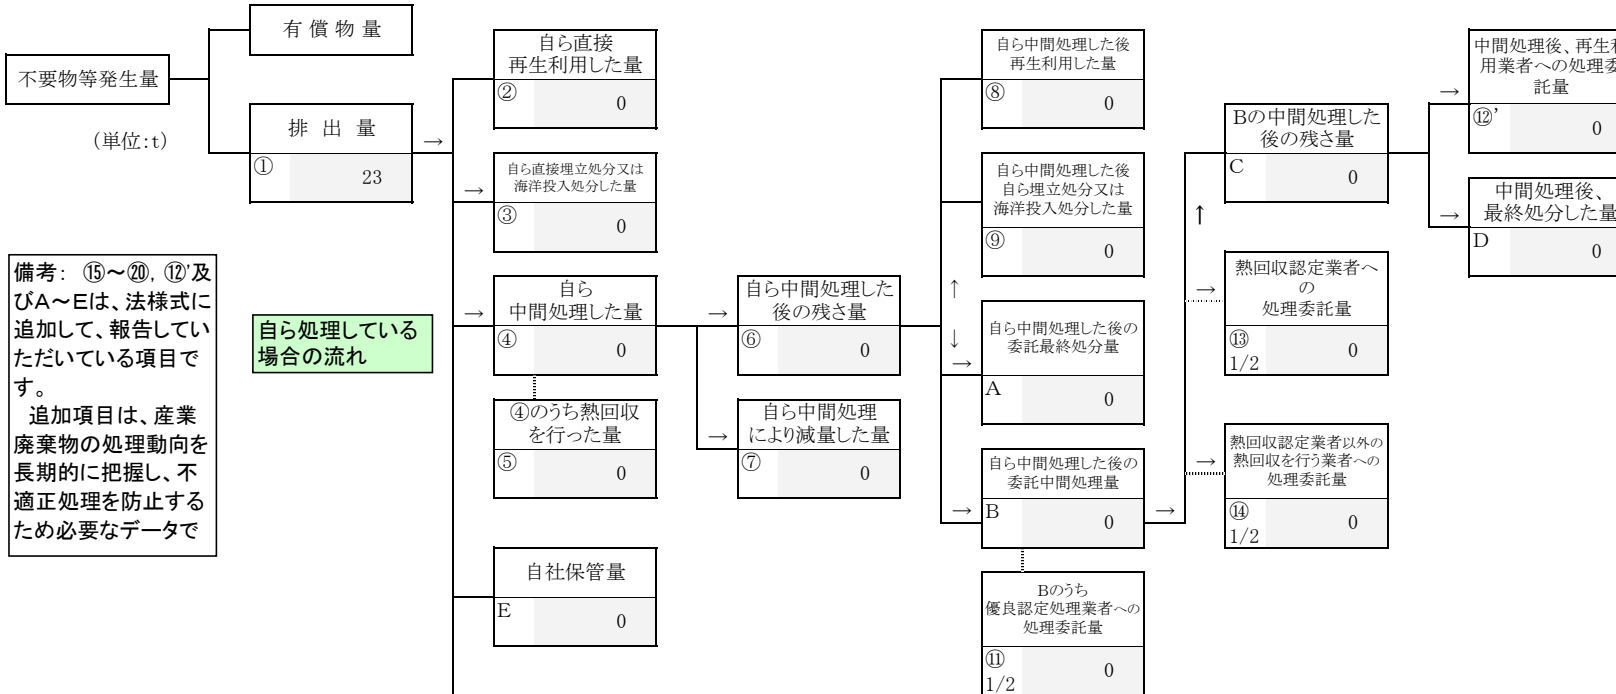 有 償 物 量
不要物等発生量
(単位:t)
排 出 量
→
①
23
備考： ⑮～⑳, ⑫'及
びA～Eは、法様式に
追加して、報告してい
ただいている項目で
す。
追加項目は、産業
廃棄物の処理動向を
長期的に把握し、不
適正処理を防止する
ため必要なデータで
自ら処理している
場合の流れ
自ら直接
再生利用した量
②
0
→
自ら直接埋立処分又は
海洋投入処分した量
③
0
→
自ら
中間処理した量
④
0
④のうち熱回収
を行った量
⑤
0
自社保管量
E
0
→
自ら中間処理した
後の残さ量
⑥
0
→
自ら中間処理
により減量した量
⑦
0
自ら中間処理した後
再生利用した量
⑧
0
自ら中間処理した後
自ら埋立処分又は
海洋投入処分した量
⑨
0
↑
↓
→
自ら中間処理した後の
委託最終処分量
A
0
自ら中間処理した後の
委託中間処理量
→
B
0
→
Bのうち
優良認定処理業者への
処理委託量
⑪
1/2
0
Bの中間処理した
後の残さ量
C
0
↑
→
熱回収認定業者へ
の
処理委託量
⑬
1/2
0
→
熱回収認定業者以外の
熱回収を行う業者への
処理委託量
⑭
1/2
0
中間処理後、再生利
用業者への処理委
託量
→
⑫'
0
→
中間処理後、
最終処分した量
D
0